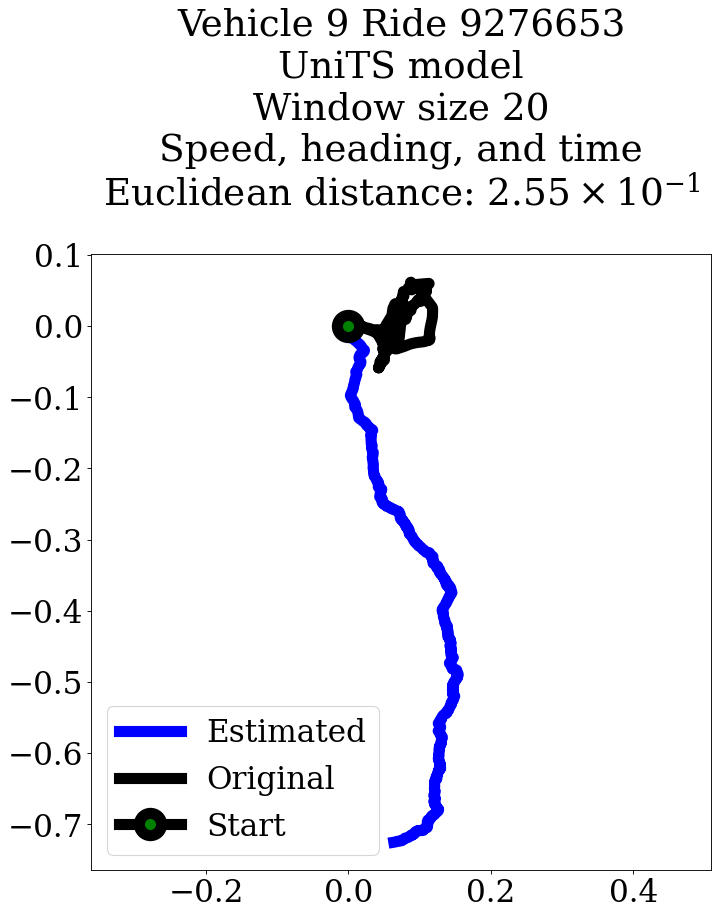 Vehicle 9 Ride 9276653
UniTS model
Window size 20
Speed, heading, and time
Euclidean distance: 2.55 × 10⁻¹
0.1
0.0
−0.1
−0.2
−0.3
−0.4
−0.5
−0.6
−0.7
Estimated
Original
Start
−0.2 0.0 0.2 0.4